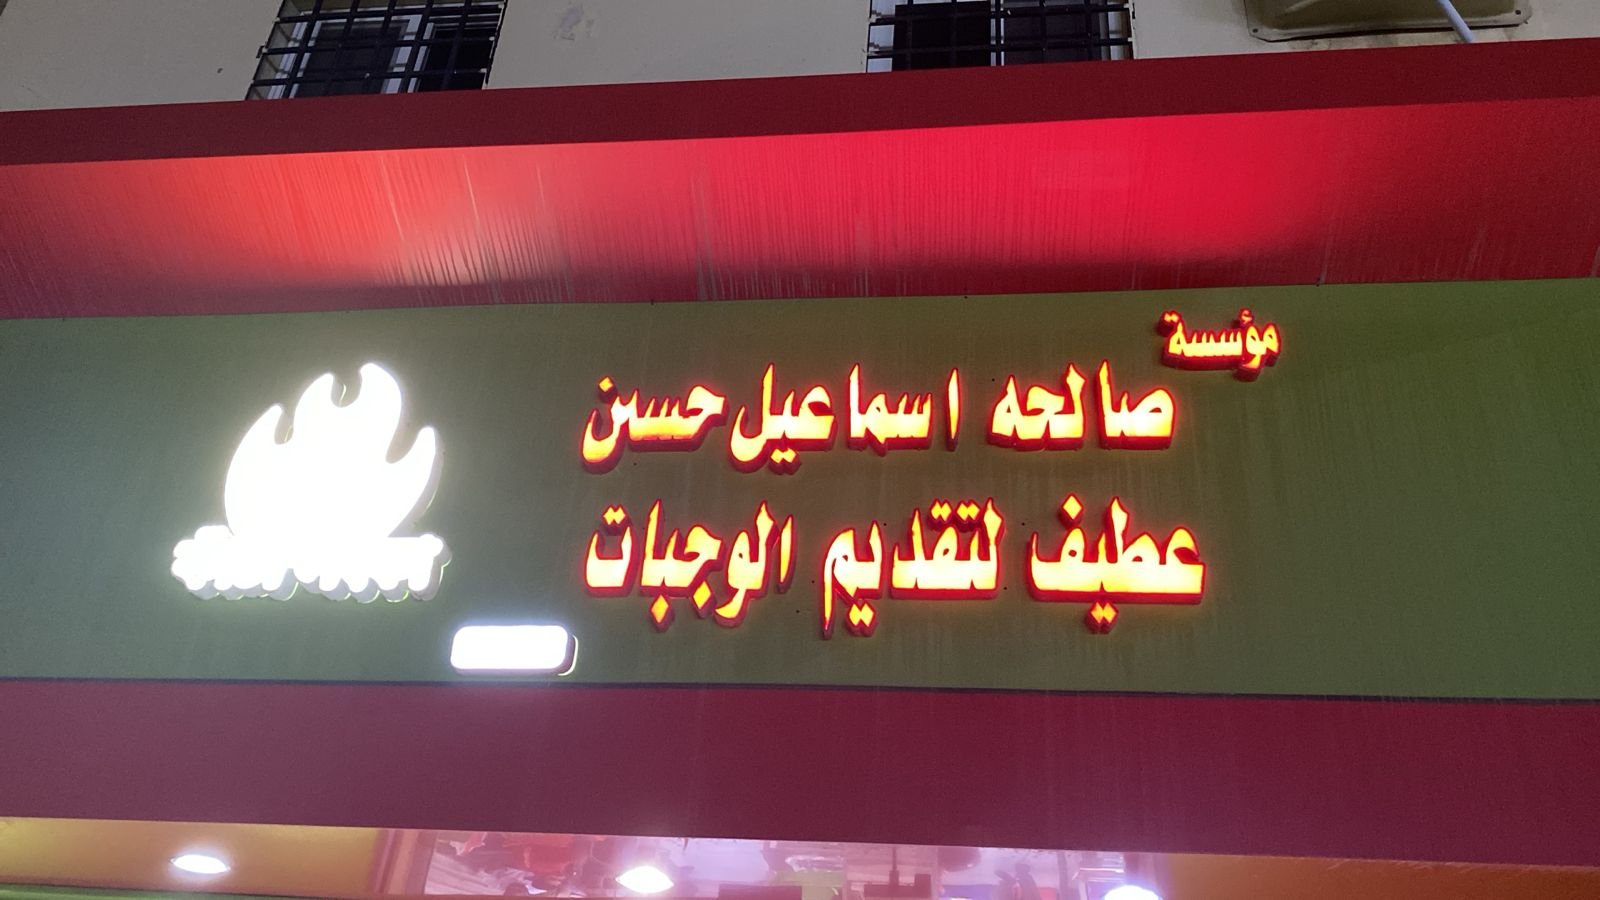 مؤسسة
صالحه اسماعيل حسن
عطيف لتقديم الوجبات